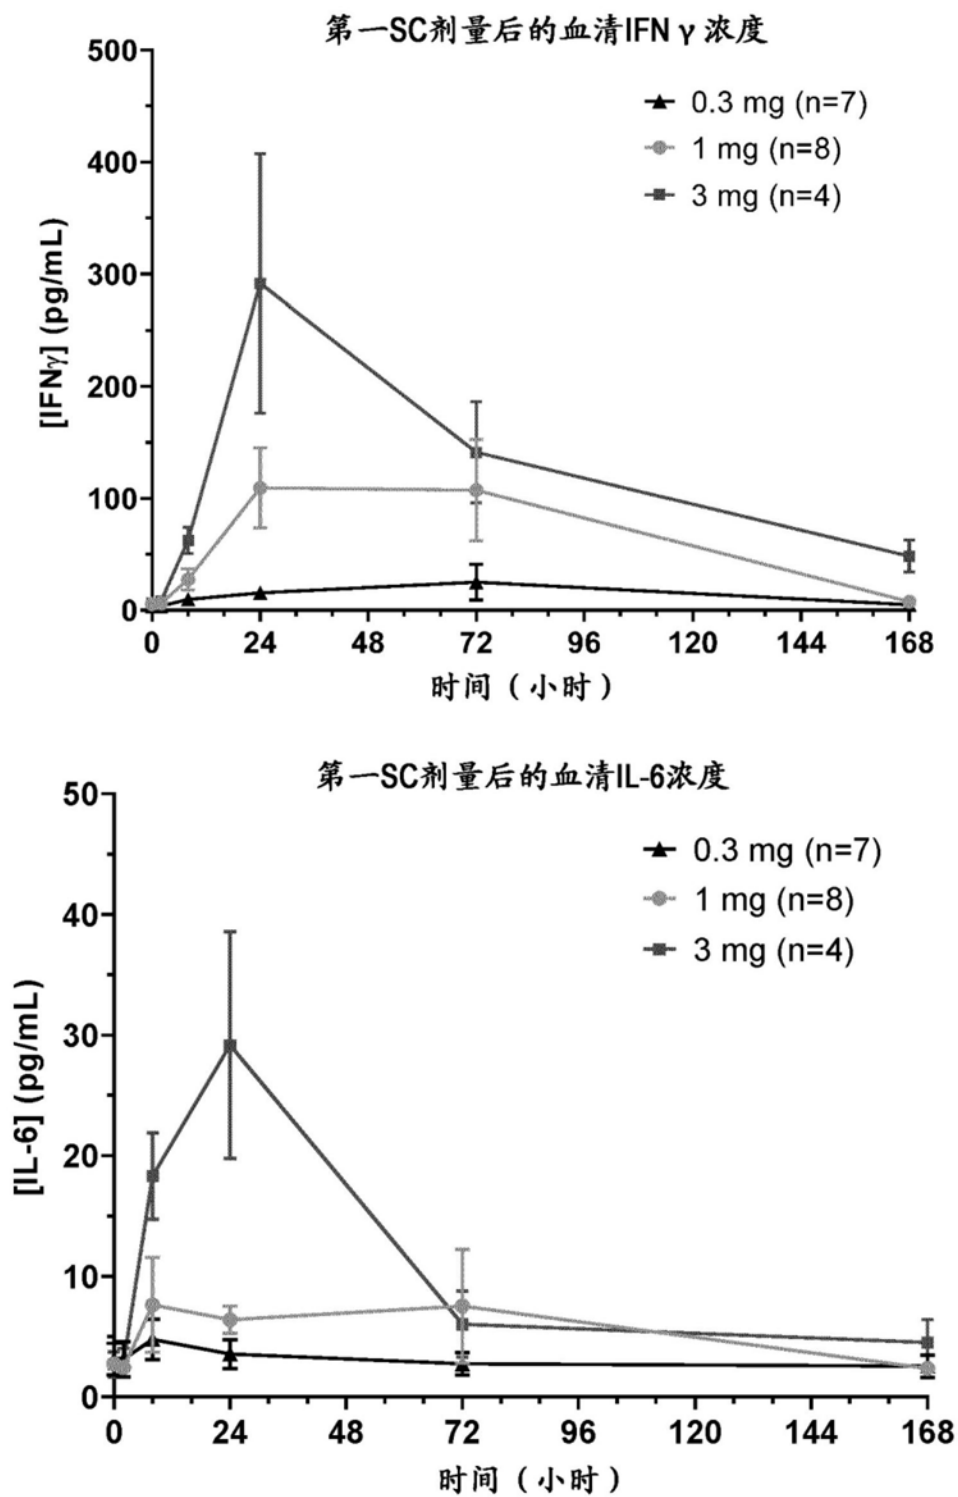 第一SC剂量后的血清IFN γ 浓度
500
400
300
200
100
0
[IFNγ] (pg/mL)
0.3 mg (n=7)
1 mg (n=8)
3 mg (n=4)
0 24 48 72 96 120 144 168
时间（小时）
第一SC剂量后的血清IL-6浓度
50
40
30
20
10
0
[IL-6] (pg/mL)
0.3 mg (n=7)
1 mg (n=8)
3 mg (n=4)
0 24 48 72 96 120 144 168
时间（小时）